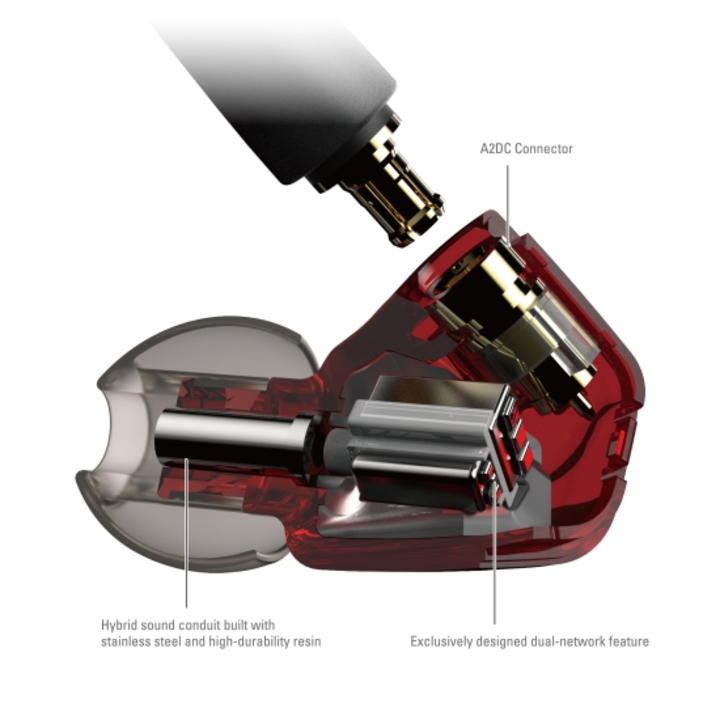 A2DC Connector
Hybrid sound conduit built with
stainless steel and high-durability resin
Exclusively designed dual-network feature